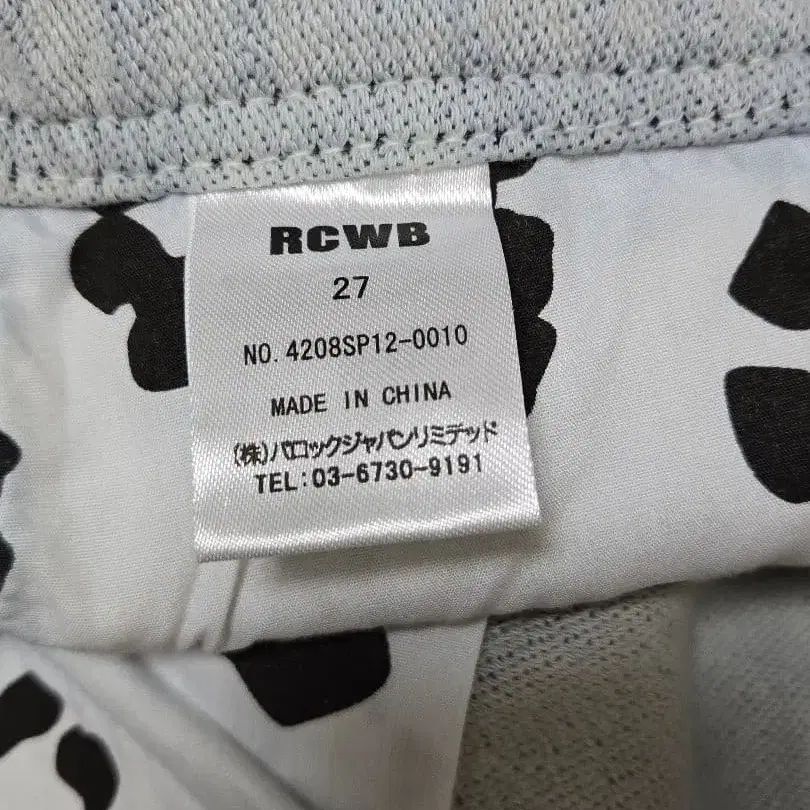 RCWB
27
NO. 4208SP12-0010
MADE IN CHINA
(株)バロックジャパンリミテッド
TEL:03-6730-9191